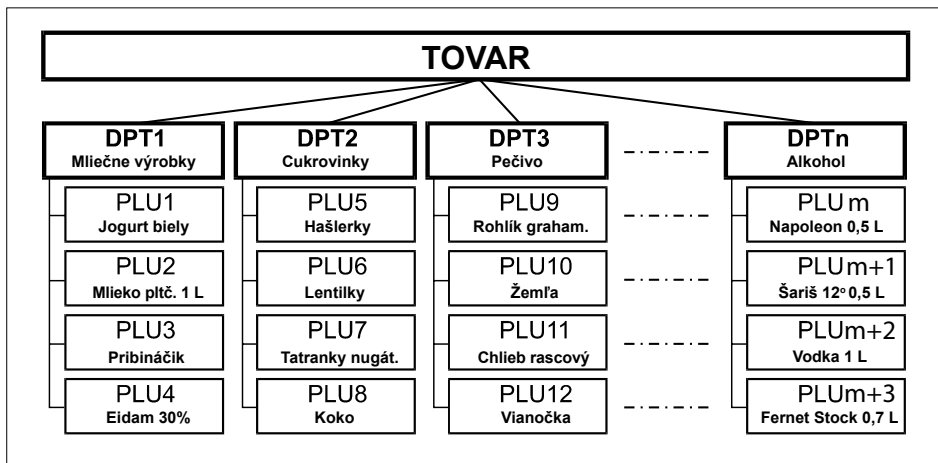 TOVAR
DPT1
Mliečne výrobky
PLU1
Jogurt biely
PLU2
Mlieko pltč. 1 L
PLU3
Pribináčik
PLU4
Eidam 30%
DPT2
Cukrovinky
PLU5
Hašlerky
PLU6
Lentilky
PLU7
Tatranky nugát.
PLU8
Koko
DPT3
Pečivo
PLU9
Rohlík graham.
PLU10
Žemľa
PLU11
Chlieb rascový
PLU12
Vianočka
DPTn
Alkohol
PLU m
Napoleon 0,5 L
PLUm+1
Šariš 12° 0,5 L
PLUm+2
Vodka 1 L
PLUm+3
Fernet Stock 0,7 L